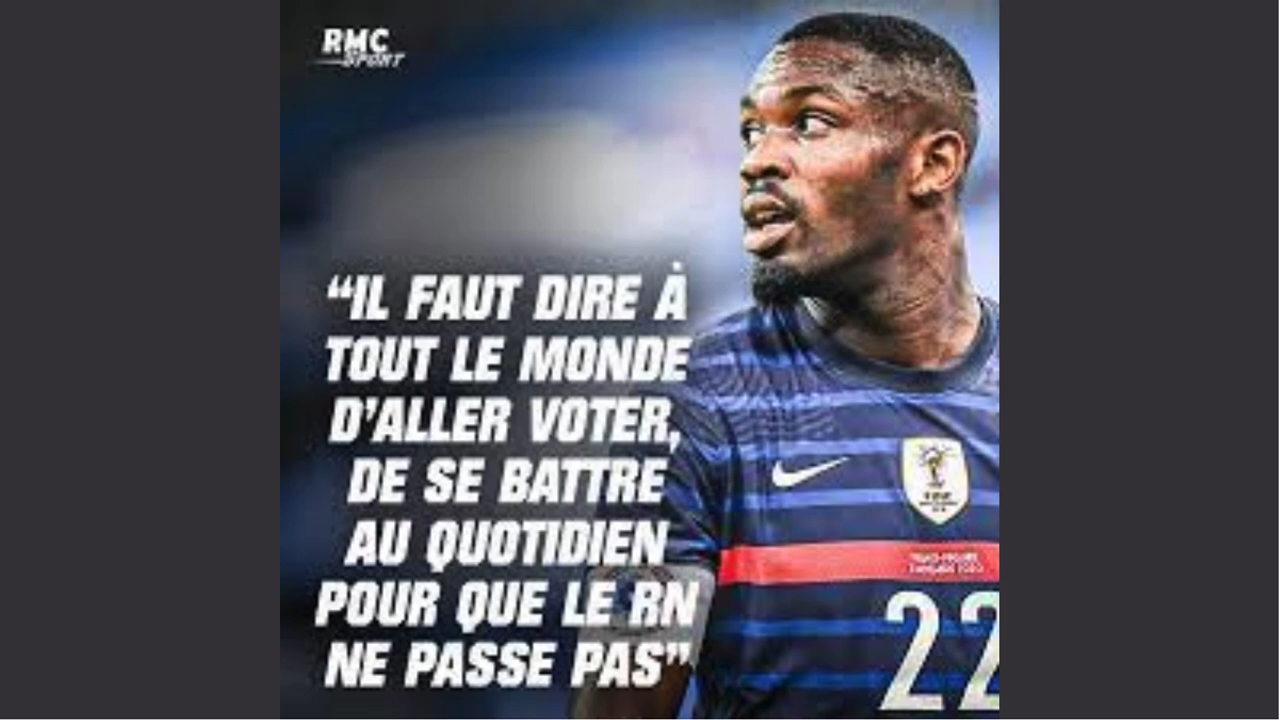 RMC
SPORT
“IL FAUT DIRE À
TOUT LE MONDE
D’ALLER VOTER,
DE SE BATTRE
AU QUOTIDIEN
POUR QUE LE RN
NE PASSE PAS”
22